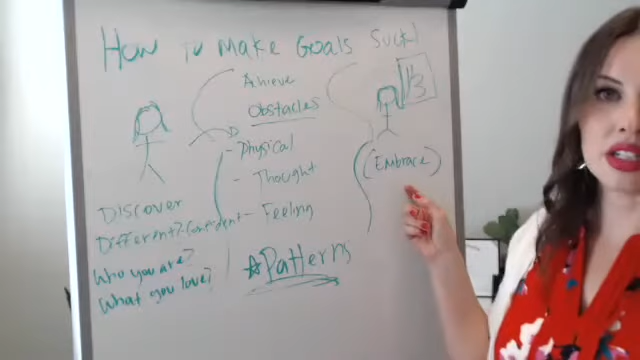 How To Make Goals Suck!
Achieve
Obstacles
- Physical
- Thought
- Feeling
Discover
Different?-Confident
Who you are?
What you love?
Patterns
(Embrace)